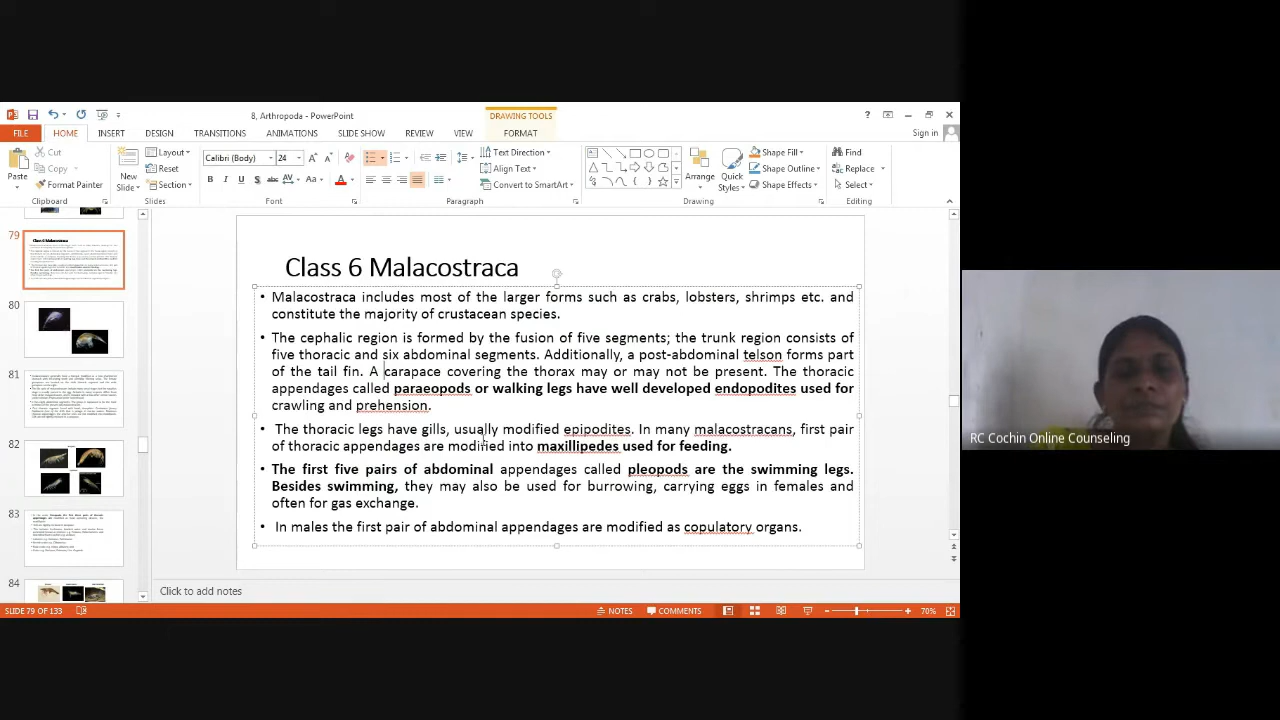 8, Arthropoda - PowerPoint
DRAWING TOOLS
FILE HOME INSERT DESIGN TRANSITIONS ANIMATIONS SLIDE SHOW REVIEW VIEW FORMAT Sign in
Cut
Copy
Format Painter
Paste
Clipboard
New
Slide
Layout
Reset
Section
Slides
Calibri (Body) 24
Font
Text Direction
Align Text
Convert to SmartArt
Paragraph
Arrange
Quick
Styles
Shape Fill
Shape Outline
Shape Effects
Drawing
Find
Replace
Select
Editing
79
80
81
82
83
84
Class 6 Malacostraca
• Malacostraca includes most of the larger forms such as crabs, lobsters, shrimps etc. and
constitute the majority of crustacean species.
• The cephalic region is formed by the fusion of five segments; the trunk region consists of
five thoracic and six abdominal segments. Additionally, a post-abdominal telson forms part
of the tail fin. A carapace covering the thorax may or may not be present. The thoracic
appendages called paraeopods or walking legs have well developed endopodites used for
crawling and prehension.
• The thoracic legs have gills, usually modified epipodites. In many malacostracans, first pair
of thoracic appendages are modified into maxillipedes used for feeding.
• The first five pairs of abdominal appendages called pleopods are the swimming legs.
Besides swimming, they may also be used for burrowing, carrying eggs in females and
often for gas exchange.
• In males the first pair of abdominal appendages are modified as copulatory organs.
Click to add notes
SLIDE 79 OF 133
NOTES COMMENTS 70%
RC Cochin Online Counseling